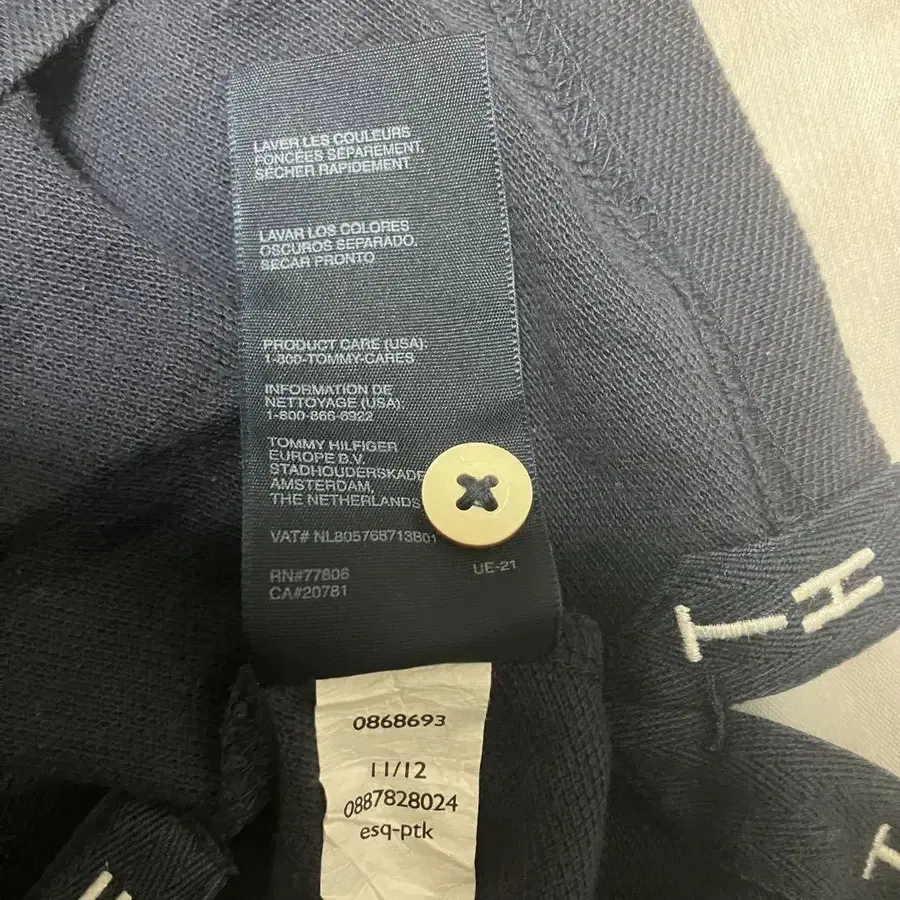 LAVER LES COULEURS
FONCÉES SÉPAREMENT,
SÉCHER RAPIDEMENT
LAVAR LOS COLORES
OSCUROS SEPARADO,
SECAR PRONTO
PRODUCT CARE (USA):
1-800-TOMMY-CARES
INFORMATION DE
NETTOYAGE (USA):
1-800-866-6922
TOMMY HILFIGER
EUROPE B.V.
STADHOUDERSKADE
AMSTERDAM,
THE NETHERLANDS
VAT# NL805768713B01
RN#77806
UE-21
CA#20781
0868693
11/12
0887828024
esq-ptk
T H